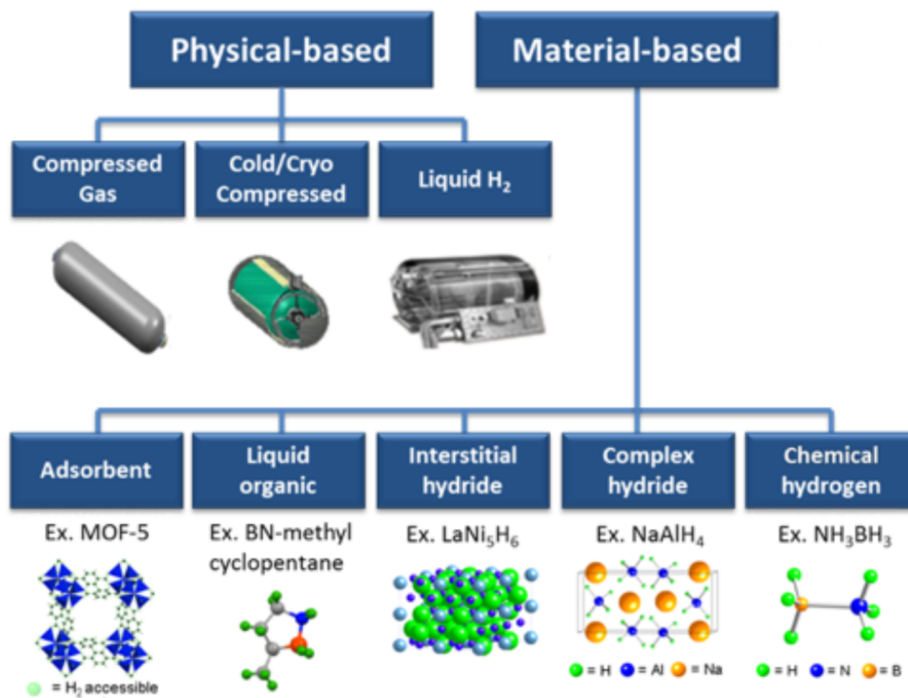 Physical-based
Material-based
Compressed
Gas
Cold/Cryo
Compressed
Liquid H₂
Adsorbent
Liquid
organic
Interstitial
hydride
Complex
hydride
Chemical
hydrogen
Ex. MOF-5
Ex. BN-methyl
cyclopentane
Ex. LaNi₅H₆
Ex. NaAlH₄
Ex. NH₃BH₃
= H₂ accessible
= H = Al = Na
= H = N = B